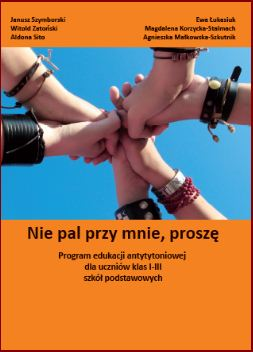 Janusz Szymborski
Witold Zatoński
Aldona Sito
Ewa Łukasiuk
Magdalena Korzycka-Stalmach
Agnieszka Małkowska-Szkutnik
Nie pal przy mnie, proszę
Program edukacji antytytoniowej
dla uczniów klas I-III
szkół podstawowych